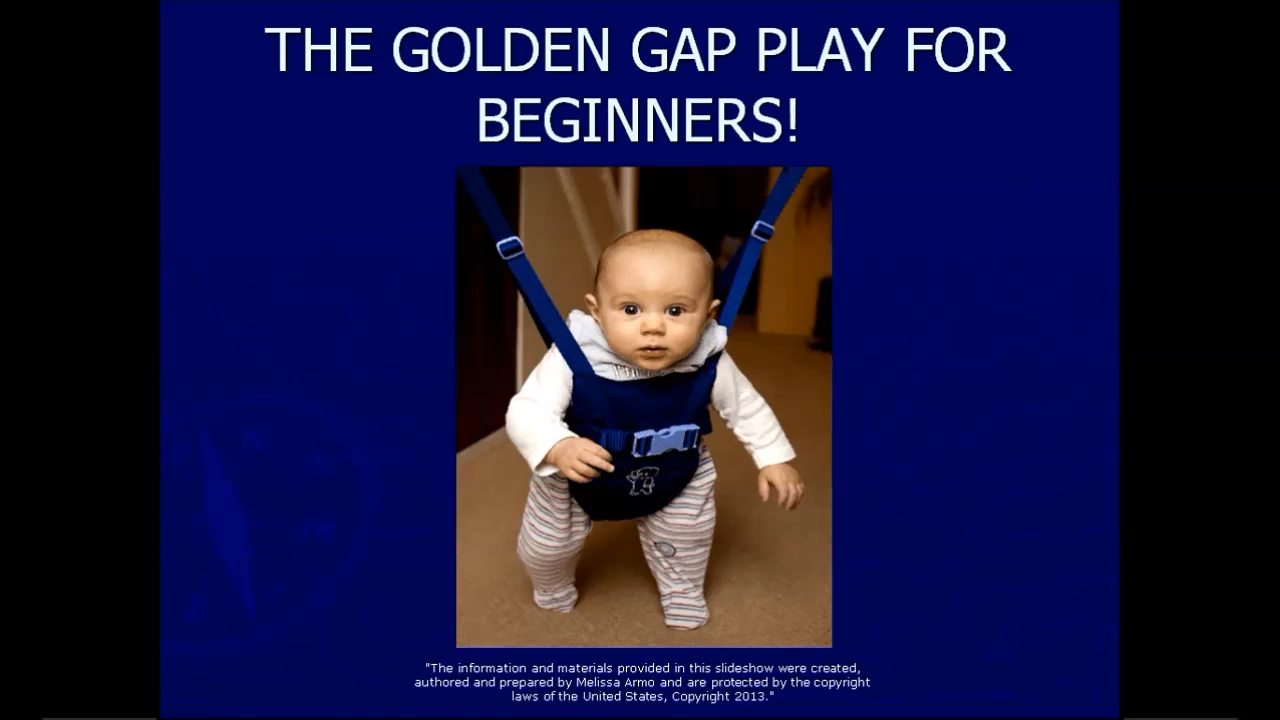 THE GOLDEN GAP PLAY FOR
BEGINNERS!
"The information and materials provided in this slideshow were created,
authored and prepared by Melissa Armo and are protected by the copyright
laws of the United States, Copyright 2013."